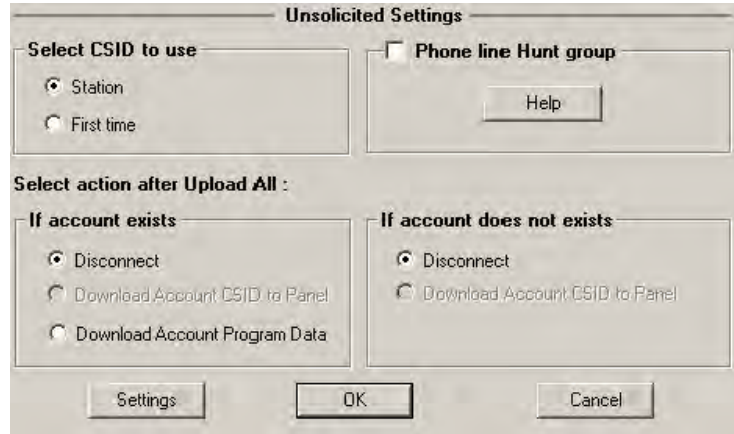 Unsolicited Settings
Select CSID to use
Station
First time
Phone line Hunt group
Help
Select action after Upload All :
If account exists
Disconnect
Download Account CSID to Panel
Download Account Program Data
If account does not exists
Disconnect
Download Account CSID to Panel
Settings
OK
Cancel